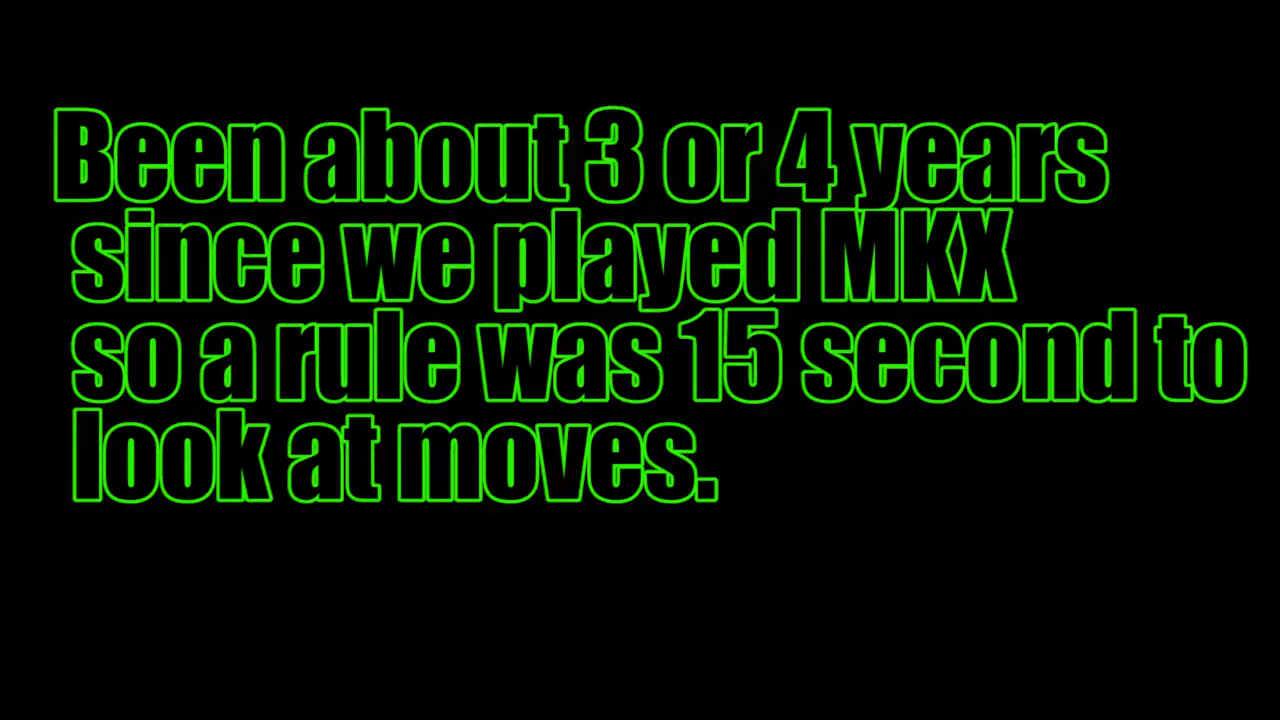 Been about 3 or 4 years
since we played MKX
so a rule was 15 second to
look at moves.